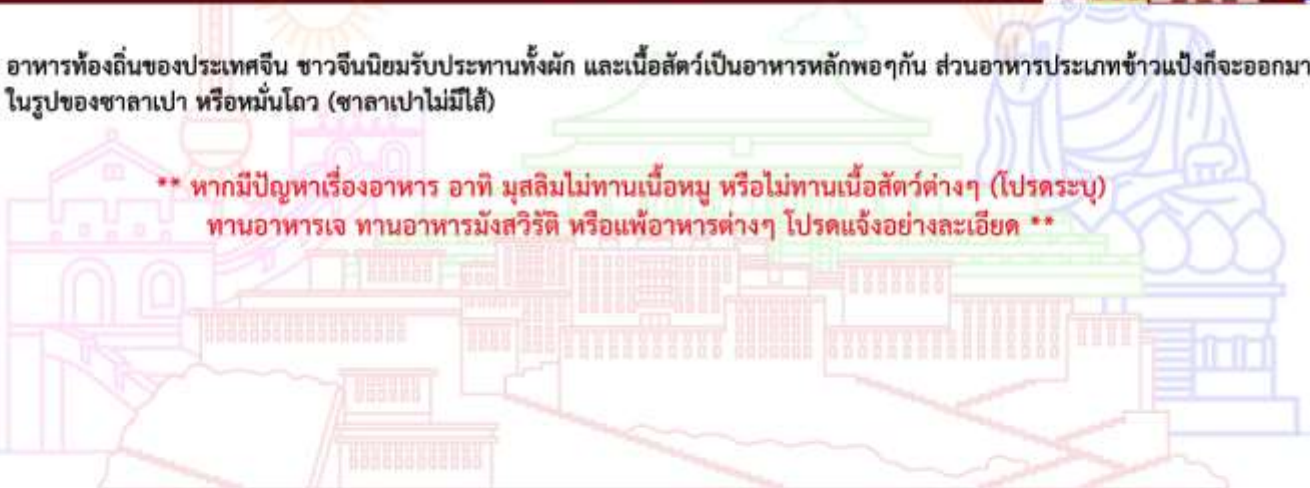 อาหารท้องถิ่นของประเทศจีน ชาวจีนนิยมรับประทานทั้งผัก และเนื้อสัตว์เป็นอาหารหลักพอๆกัน ส่วนอาหารประเภทข้าวแป้งก็จะออกมา
ในรูปของซาลาเปา หรือหมั่นโถว (ซาลาเปาไม่มีไส้)
** หากมีปัญหาเรื่องอาหาร อาทิ มุสลิมไม่ทานเนื้อหมู หรือไม่ทานเนื้อสัตว์ต่างๆ (โปรดระบุ)
ทานอาหารเจ ทานอาหารมังสวิรัติ หรือแพ้อาหารต่างๆ โปรดแจ้งอย่างละเอียด **